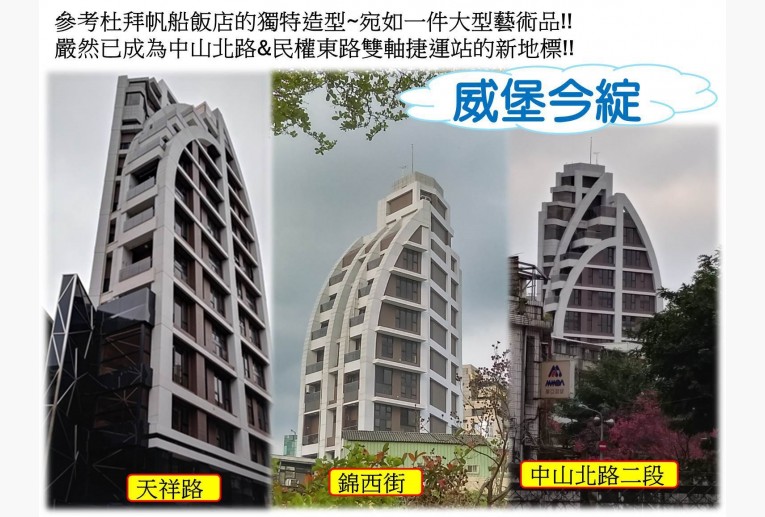 參考杜拜帆船飯店的獨特造型~宛如一件大型藝術品!!
嚴然已成為中山北路&民權東路雙軸捷運站的新地標!!
威堡今綻
天祥路
錦西街
中山北路二段